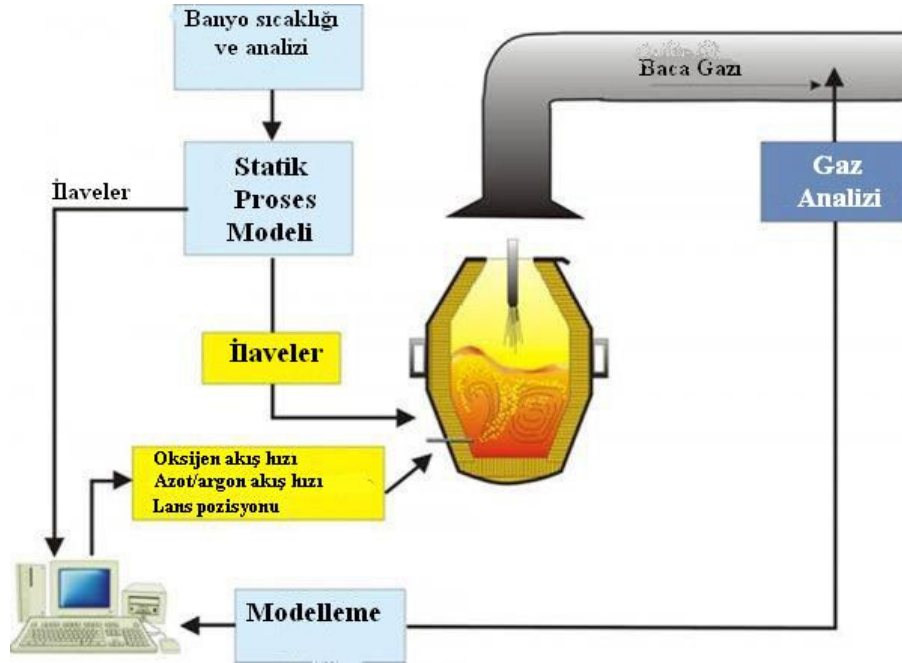 Banyo sıcaklığı
ve analizi
Baca Gazı
Statik
Proses
Modeli
İlaveler
Gaz
Analizi
İlaveler
Oksijen akış hızı
Azot/argon akış hızı
Lans pozisyonu
Modelleme